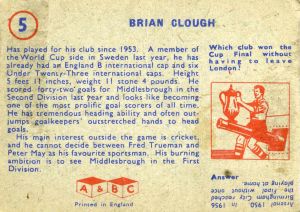 5
BRIAN CLOUGH
Has played for his club since 1953. A member of
the World Cup side in Sweden last year, he has
already had an England B international cap and
six Under Twenty-Three international caps. Height,
5 feet 11 inches, weight 11 stone 4 pounds. He
scored forty-two goals for Middlesbrough in the
Second Division last year and looks like becoming
one of the most prolific goal scorers of all time.
He has tremendous heading ability and often out-
jumps goalkeepers' outstretched hands to head
goals.
His main interest outside the game is cricket,
and he cannot decide between Fred Trueman and
Peter May as his favourite sportsman. His burning
ambition is to see Middlesbrough in the First
Division.
A&BC
Printed in England
Which club won the
Cup Final without
having to leave
London?
Answer